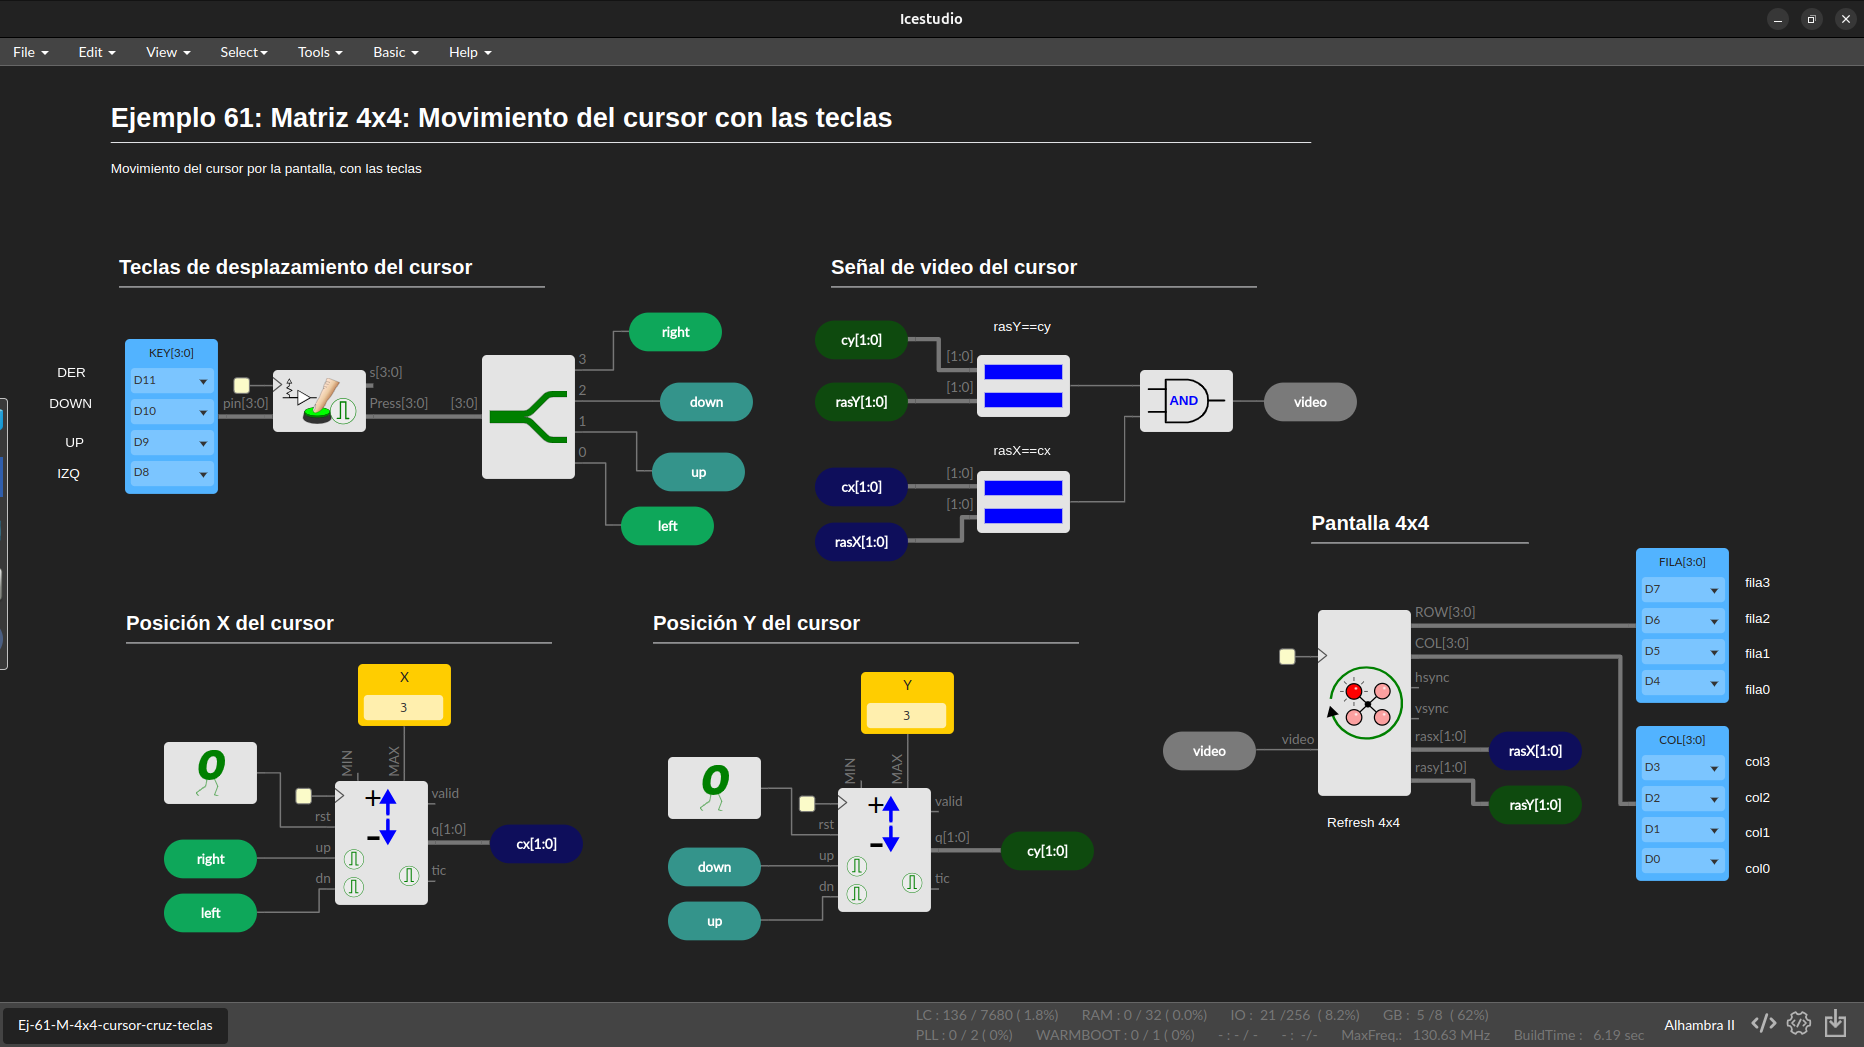 Icestudio
File Edit View Select Tools Basic Help
Ejemplo 61: Matriz 4x4: Movimiento del cursor con las teclas
Movimiento del cursor por la pantalla, con las teclas
Teclas de desplazamiento del cursor
DER
DOWN
UP
IZQ
KEY[3:0]
D11
D10
D9
D8
pin[3:0]
s[3:0]
Press[3:0]
[3:0]
3
2
1
0
right
down
up
left
Señal de video del cursor
cy[1:0]
rasY[1:0]
rasY==cy
[1:0]
[1:0]
cx[1:0]
rasX[1:0]
rasX==cx
[1:0]
[1:0]
AND
video
Posición X del cursor
X
3
0
MIN
MAX
rst
up
dn
+
-
valid
q[1:0]
tic
right
left
cx[1:0]
Posición Y del cursor
Y
3
0
MIN
MAX
rst
up
dn
+
-
valid
q[1:0]
tic
down
up
cy[1:0]
Pantalla 4x4
video
video
ROW[3:0]
COL[3:0]
hsync
vsync
rasx[1:0]
rasy[1:0]
Refresh 4x4
rasX[1:0]
rasY[1:0]
FILA[3:0]
D7
D6
D5
D4
fila3
fila2
fila1
fila0
COL[3:0]
D3
D2
D1
D0
col3
col2
col1
col0
Ej-61-M-4x4-cursor-cruz-teclas
LC : 136 / 7680 ( 1.8%) RAM : 0 / 32 ( 0.0%) IO : 21 /256 ( 8.2%) GB : 5 /8 ( 62%)
PLL : 0 / 2 ( 0%) WARMBOOT : 0 / 1 ( 0%) - : - / - - : -/- MaxFreq.: 130.63 MHz BuildTime : 6.19 sec
Alhambra II